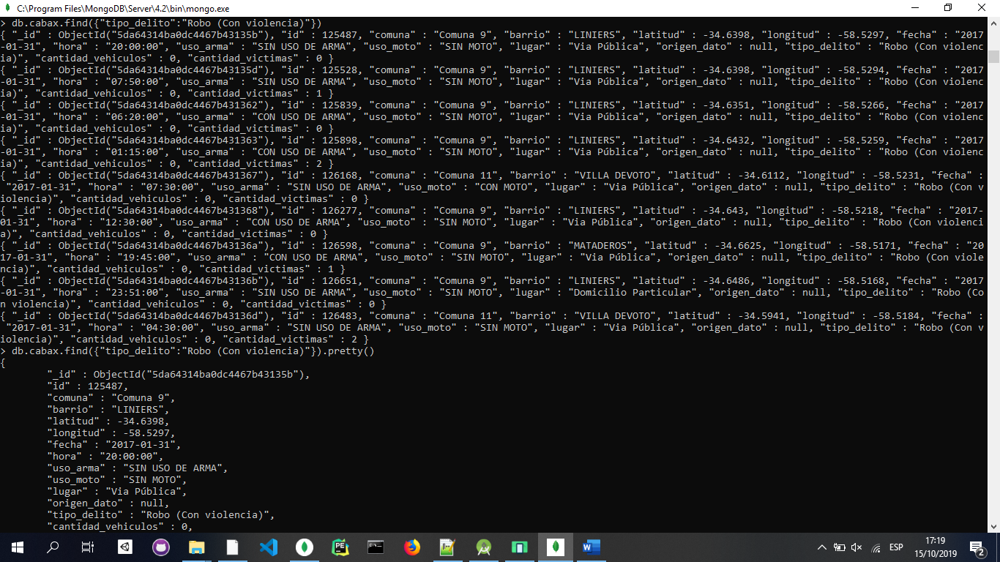 C:\Program Files\MongoDB\Server\4.2\bin\mongo.exe
> db.cabax.find({"tipo_delito":"Robo (Con violencia)"})
{ "_id" : ObjectId("5da64314ba0dc4467b43135b"), "id" : 125487, "comuna" : "Comuna 9", "barrio" : "LINIERS", "latitud" : -34.6398, "longitud" : -58.5297, "fecha" : "2017
-01-31", "hora" : "20:00:00", "uso_arma" : "SIN USO DE ARMA", "uso_moto" : "SIN MOTO", "lugar" : "Via Pública", "origen_dato" : null, "tipo_delito" : "Robo (Con violenc
ia)", "cantidad_vehiculos" : 0, "cantidad_victimas" : 0 }
{ "_id" : ObjectId("5da64314ba0dc4467b43135d"), "id" : 125528, "comuna" : "Comuna 9", "barrio" : "LINIERS", "latitud" : -34.6398, "longitud" : -58.5294, "fecha" : "2017
-01-31", "hora" : "07:50:00", "uso_arma" : "SIN USO DE ARMA", "uso_moto" : "SIN MOTO", "lugar" : "Via Pública", "origen_dato" : null, "tipo_delito" : "Robo (Con violenc
ia)", "cantidad_vehiculos" : 0, "cantidad_victimas" : 1 }
{ "_id" : ObjectId("5da64314ba0dc4467b431362"), "id" : 125839, "comuna" : "Comuna 9", "barrio" : "LINIERS", "latitud" : -34.6351, "longitud" : -58.5266, "fecha" : "2017
-01-31", "hora" : "06:20:00", "uso_arma" : "CON USO DE ARMA", "uso_moto" : "SIN MOTO", "lugar" : "Via Pública", "origen_dato" : null, "tipo_delito" : "Robo (Con violenc
ia)", "cantidad_vehiculos" : 0, "cantidad_victimas" : 0 }
{ "_id" : ObjectId("5da64314ba0dc4467b431363"), "id" : 125898, "comuna" : "Comuna 9", "barrio" : "LINIERS", "latitud" : -34.6432, "longitud" : -58.5259, "fecha" : "2017
-01-31", "hora" : "01:15:00", "uso_arma" : "CON USO DE ARMA", "uso_moto" : "SIN MOTO", "lugar" : "Via Pública", "origen_dato" : null, "tipo_delito" : "Robo (Con violenc
ia)", "cantidad_vehiculos" : 0, "cantidad_victimas" : 2 }
{ "_id" : ObjectId("5da64314ba0dc4467b431367"), "id" : 126168, "comuna" : "Comuna 11", "barrio" : "VILLA DEVOTO", "latitud" : -34.6112, "longitud" : -58.5231, "fecha" :
 "2017-01-31", "hora" : "07:30:00", "uso_arma" : "SIN USO DE ARMA", "uso_moto" : "CON MOTO", "lugar" : "Via Pública", "origen_dato" : null, "tipo_delito" : "Robo (Con v
iolencia)", "cantidad_vehiculos" : 0, "cantidad_victimas" : 0 }
{ "_id" : ObjectId("5da64314ba0dc4467b431368"), "id" : 126277, "comuna" : "Comuna 9", "barrio" : "LINIERS", "latitud" : -34.643, "longitud" : -58.5218, "fecha" : "2017-
01-31", "hora" : "12:30:00", "uso_arma" : "CON USO DE ARMA", "uso_moto" : "SIN MOTO", "lugar" : "Via Pública", "origen_dato" : null, "tipo_delito" : "Robo (Con violenci
a)", "cantidad_vehiculos" : 0, "cantidad_victimas" : 0 }
{ "_id" : ObjectId("5da64314ba0dc4467b43136a"), "id" : 126598, "comuna" : "Comuna 9", "barrio" : "MATADEROS", "latitud" : -34.6625, "longitud" : -58.5171, "fecha" : "20
17-01-31", "hora" : "19:45:00", "uso_arma" : "CON USO DE ARMA", "uso_moto" : "SIN MOTO", "lugar" : "Via Pública", "origen_dato" : null, "tipo_delito" : "Robo (Con viole
ncia)", "cantidad_vehiculos" : 0, "cantidad_victimas" : 1 }
{ "_id" : ObjectId("5da64314ba0dc4467b43136b"), "id" : 126651, "comuna" : "Comuna 9", "barrio" : "LINIERS", "latitud" : -34.6486, "longitud" : -58.5168, "fecha" : "2017
-01-31", "hora" : "23:51:00", "uso_arma" : "SIN USO DE ARMA", "uso_moto" : "SIN MOTO", "lugar" : "Domicilio Particular", "origen_dato" : null, "tipo_delito" : "Robo (Co
n violencia)", "cantidad_vehiculos" : 0, "cantidad_victimas" : 0 }
{ "_id" : ObjectId("5da64314ba0dc4467b43136d"), "id" : 126483, "comuna" : "Comuna 11", "barrio" : "VILLA DEVOTO", "latitud" : -34.5941, "longitud" : -58.5184, "fecha" :
 "2017-01-31", "hora" : "04:30:00", "uso_arma" : "SIN USO DE ARMA", "uso_moto" : "SIN MOTO", "lugar" : "Via Pública", "origen_dato" : null, "tipo_delito" : "Robo (Con v
iolencia)", "cantidad_vehiculos" : 0, "cantidad_victimas" : 2 }
> db.cabax.find({"tipo_delito":"Robo (Con violencia)"}).pretty()
{
        "_id" : ObjectId("5da64314ba0dc4467b43135b"),
        "id" : 125487,
        "comuna" : "Comuna 9",
        "barrio" : "LINIERS",
        "latitud" : -34.6398,
        "longitud" : -58.5297,
        "fecha" : "2017-01-31",
        "hora" : "20:00:00",
        "uso_arma" : "SIN USO DE ARMA",
        "uso_moto" : "SIN MOTO",
        "lugar" : "Via Pública",
        "origen_dato" : null,
        "tipo_delito" : "Robo (Con violencia)",
        "cantidad_vehiculos" : 0,
ESP
17:19
15/10/2019
2